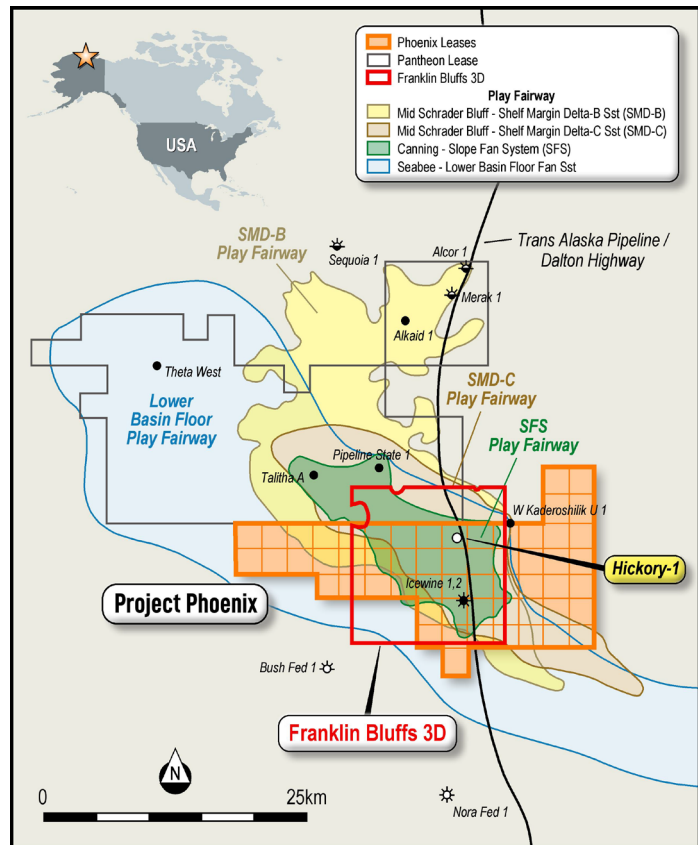 USA
Phoenix Leases
Pantheon Lease
Franklin Bluffs 3D
Play Fairway
Mid Schrader Bluff - Shelf Margin Delta-B Sst (SMD-B)
Mid Schrader Bluff - Shelf Margin Delta-C Sst (SMD-C)
Canning - Slope Fan System (SFS)
Seabee - Lower Basin Floor Fan Sst
SMD-B
Play Fairway
Sequoia 1
Alcor 1
Trans Alaska Pipeline /
Dalton Highway
Merak 1
Alkaid 1
Theta West
Lower
Basin Floor
Play Fairway
SMD-C
Play Fairway
SFS
Play Fairway
Pipeline State 1
Talitha A
W Kaderoshilik U 1
Hickory-1
Icewine 1,2
Project Phoenix
Bush Fed 1
Franklin Bluffs 3D
N
0
25km
Nora Fed 1